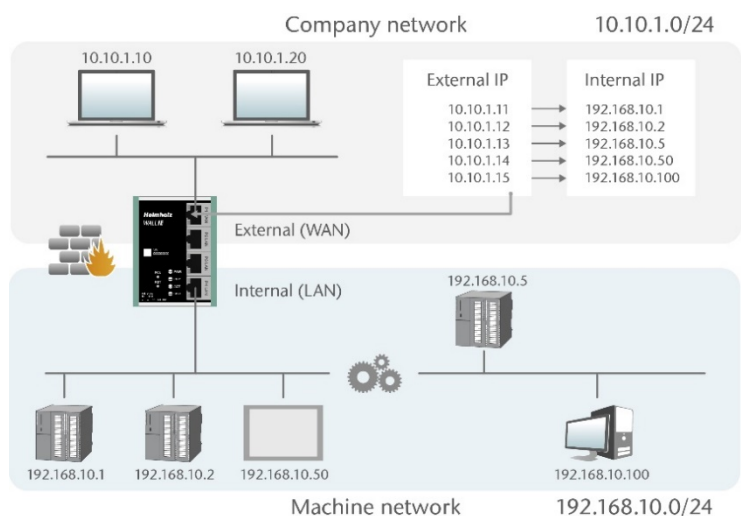 Company network 10.10.1.0/24
10.10.1.10
10.10.1.20
External IP
Internal IP
10.10.1.11
192.168.10.1
10.10.1.12
192.168.10.2
10.10.1.13
192.168.10.5
10.10.1.14
192.168.10.50
10.10.1.15
192.168.10.100
Helmholz
WALL IE
External (WAN)
Internal (LAN)
192.168.10.5
192.168.10.1
192.168.10.2
192.168.10.50
192.168.10.100
Machine network 192.168.10.0/24